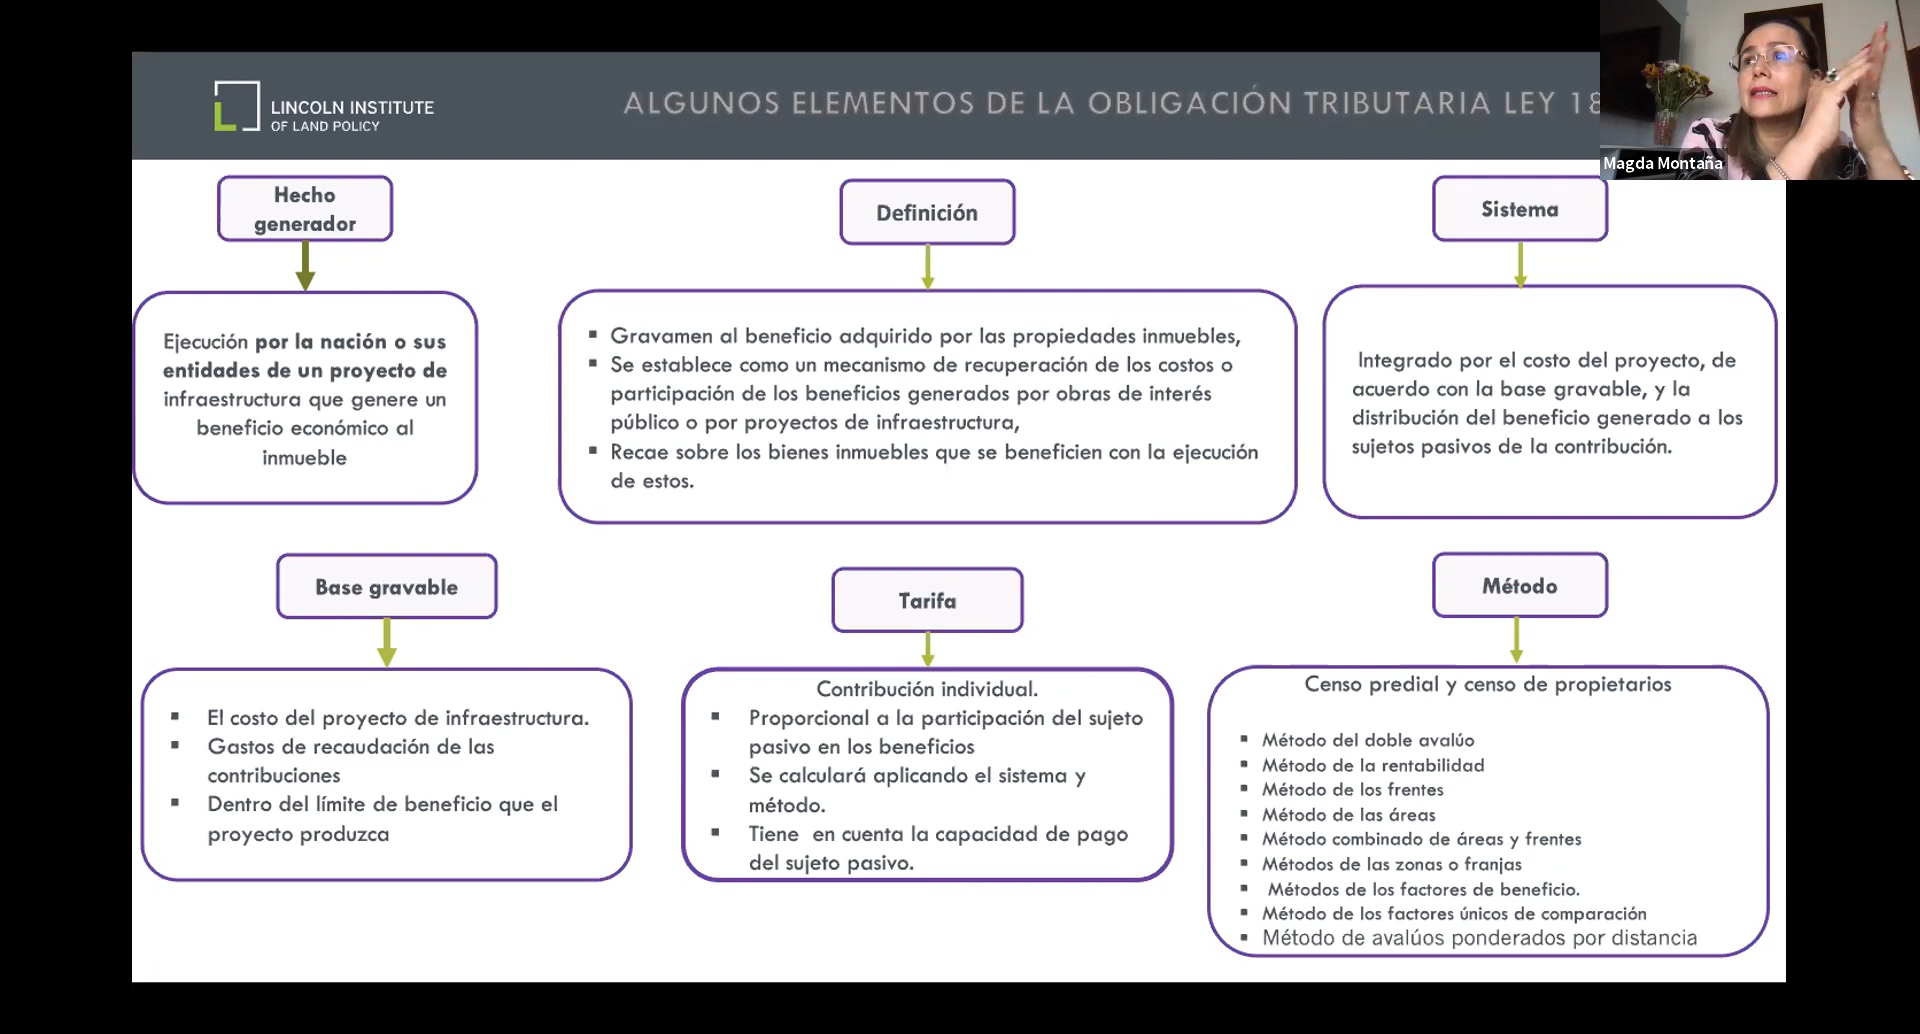 LINCOLN INSTITUTE
OF LAND POLICY
ALGUNOS ELEMENTOS DE LA OBLIGACIÓN TRIBUTARIA LEY 18
Magda Montaña
Hecho
generador
Ejecución por la nación o sus
entidades de un proyecto de
infraestructura que genere un
beneficio económico al
inmueble
Definición
▪ Gravamen al beneficio adquirido por las propiedades inmuebles,
▪ Se establece como un mecanismo de recuperación de los costos o
participación de los beneficios generados por obras de interés
público o por proyectos de infraestructura,
▪ Recae sobre los bienes inmuebles que se beneficien con la ejecución
de estos.
Sistema
Integrado por el costo del proyecto, de
acuerdo con la base gravable, y la
distribución del beneficio generado a los
sujetos pasivos de la contribución.
Base gravable
▪ El costo del proyecto de infraestructura.
▪ Gastos de recaudación de las
contribuciones
▪ Dentro del límite de beneficio que el
proyecto produzca
Tarifa
Contribución individual.
▪ Proporcional a la participación del sujeto
pasivo en los beneficios
▪ Se calculará aplicando el sistema y
método.
▪ Tiene en cuenta la capacidad de pago
del sujeto pasivo.
Método
Censo predial y censo de propietarios
▪ Método del doble avalúo
▪ Método de la rentabilidad
▪ Método de los frentes
▪ Método de las áreas
▪ Método combinado de áreas y frentes
▪ Métodos de las zonas o franjas
▪ Métodos de los factores de beneficio.
▪ Método de los factores únicos de comparación
▪ Método de avalúos ponderados por distancia